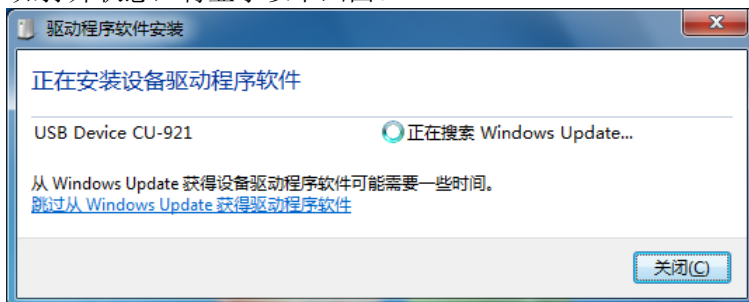 驱动程序软件安装
正在安装设备驱动程序软件
USB Device CU-921
正在搜索 Windows Update...
从 Windows Update 获得设备驱动程序软件可能需要一些时间。
跳过从 Windows Update 获得驱动程序软件
关闭(C)